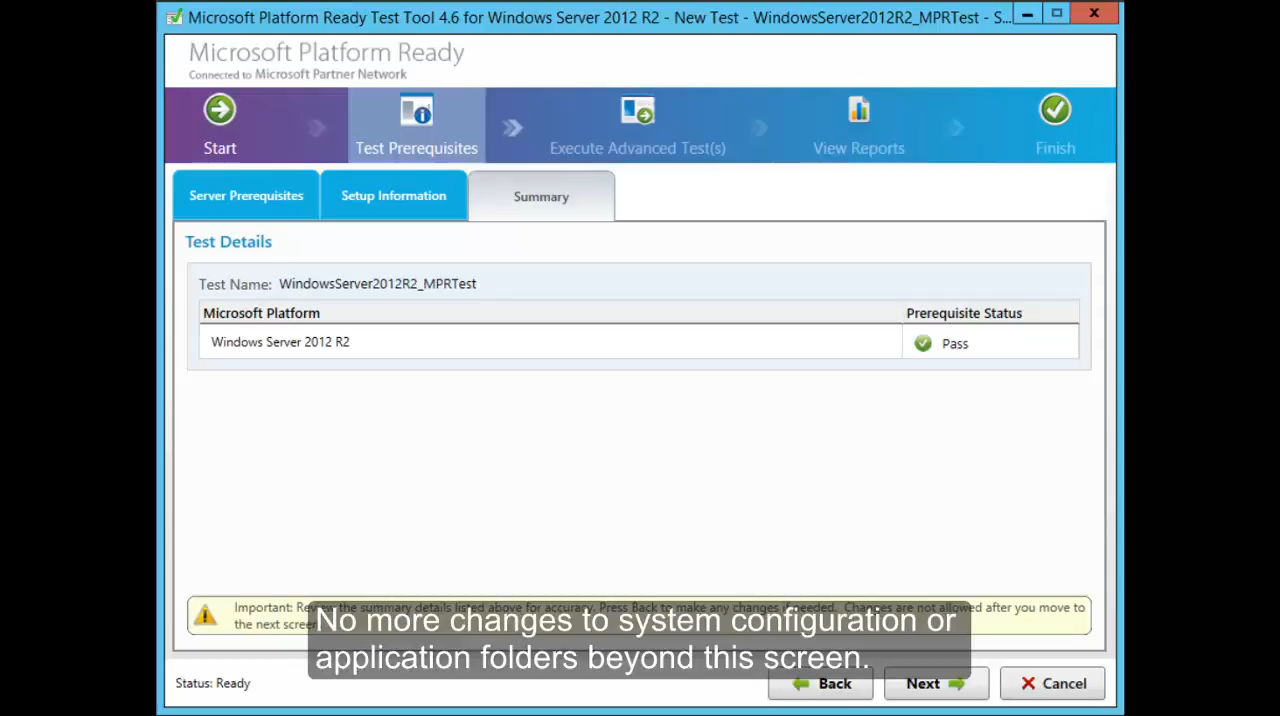 Microsoft Platform Ready Test Tool 4.6 for Windows Server 2012 R2 - New Test - WindowsServer2012R2_MPRTest - S...
Microsoft Platform Ready
Connected to Microsoft Partner Network
Start
Test Prerequisites
Execute Advanced Test(s)
View Reports
Finish
Server Prerequisites
Setup Information
Summary
Test Details
Test Name: WindowsServer2012R2_MPRTest
Microsoft Platform
Prerequisite Status
Windows Server 2012 R2
Pass
Important: Review the summary details listed above for accuracy. Press Back to make any changes if needed. Changes are not allowed after you move to
the next screen
No more changes to system configuration or
application folders beyond this screen.
Status: Ready
Back
Next
Cancel